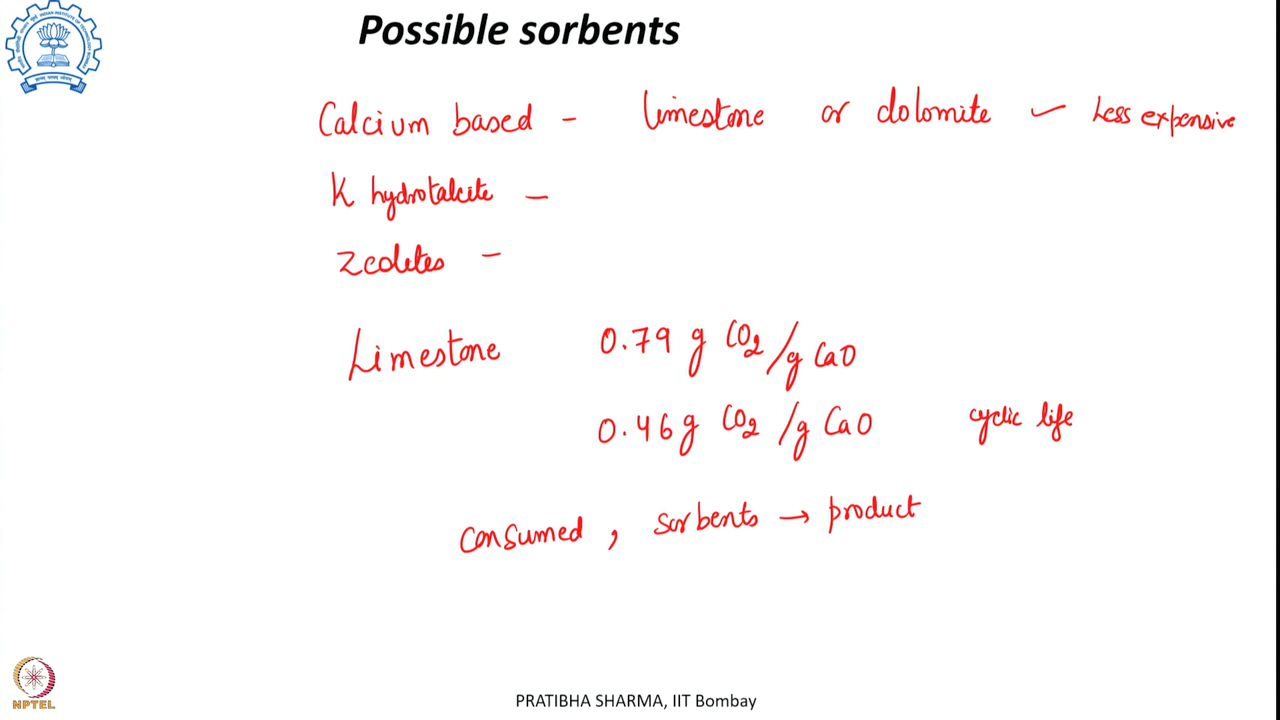 Possible sorbents
Calcium based - limestone or dolomite ✓ Less expensive
K hydrotalcite -
Zeolites -
Limestone 0.79 g CO2/g CaO
0.46 g CO2/g CaO cyclic life
consumed, sorbents → product
NPTEL
PRATIBHA SHARMA, IIT Bombay